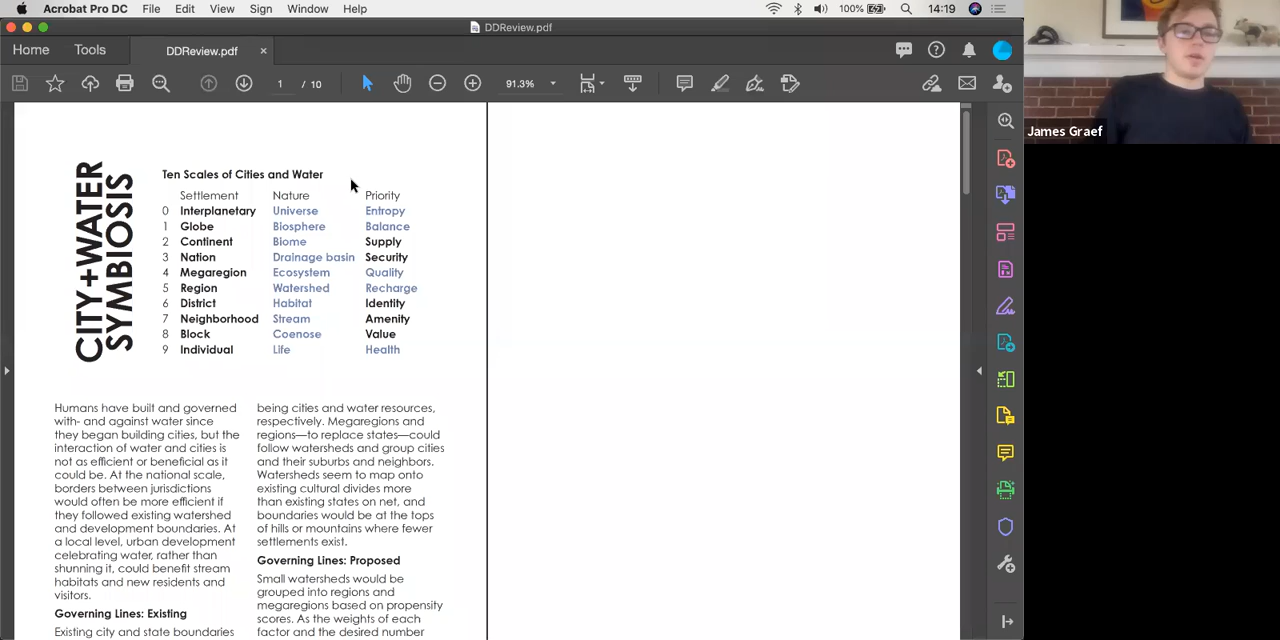 Acrobat Pro DC File Edit View Sign Window Help 100% 14:19
DDReview.pdf
Home Tools DDReview.pdf ×
1 / 10 91.3%
James Graef
CITY+WATER
SYMBIOSIS
Ten Scales of Cities and Water
Settlement Nature Priority
0 Interplanetary Universe Entropy
1 Globe Biosphere Balance
2 Continent Biome Supply
3 Nation Drainage basin Security
4 Megaregion Ecosystem Quality
5 Region Watershed Recharge
6 District Habitat Identity
7 Neighborhood Stream Amenity
8 Block Coenose Value
9 Individual Life Health
Humans have built and governed
with- and against water since
they began building cities, but the
interaction of water and cities is
not as efficient or beneficial as it
could be. At the national scale,
borders between jurisdictions
would often be more efficient if
they followed existing watershed
and development boundaries. At
a local level, urban development
celebrating water, rather than
shunning it, could benefit stream
habitats and new residents and
visitors.
Governing Lines: Existing
Existing city and state boundaries
being cities and water resources,
respectively. Megaregions and
regions—to replace states—could
follow watersheds and group cities
and their suburbs and neighbors.
Watersheds seem to map onto
existing cultural divides more
than existing states on net, and
boundaries would be at the tops
of hills or mountains where fewer
settlements exist.
Governing Lines: Proposed
Small watersheds would be
grouped into regions and
megaregions based on propensity
scores. As the weights of each
factor and the desired number